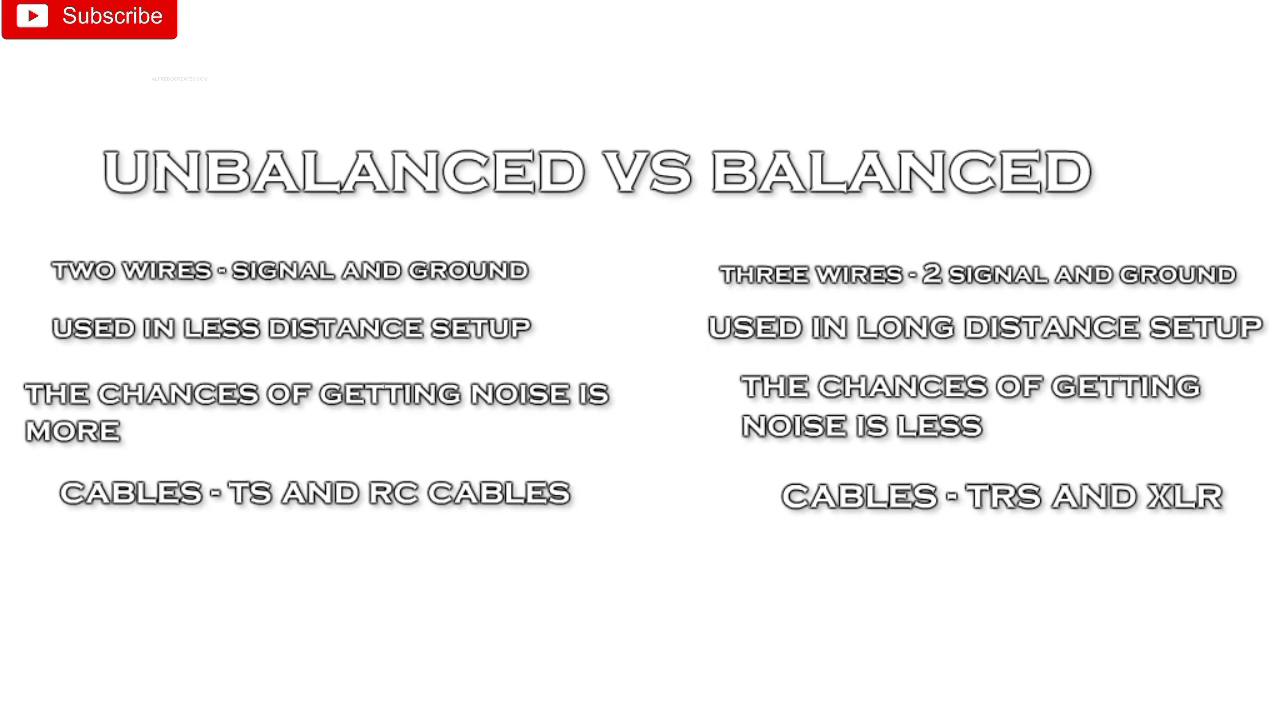 Subscribe
UNBALANCED VS BALANCED
TWO WIRES - SIGNAL AND GROUND
USED IN LESS DISTANCE SETUP
THE CHANCES OF GETTING NOISE IS
MORE
CABLES - TS AND RC CABLES
THREE WIRES - 2 SIGNAL AND GROUND
USED IN LONG DISTANCE SETUP
THE CHANCES OF GETTING
NOISE IS LESS
CABLES - TRS AND XLR